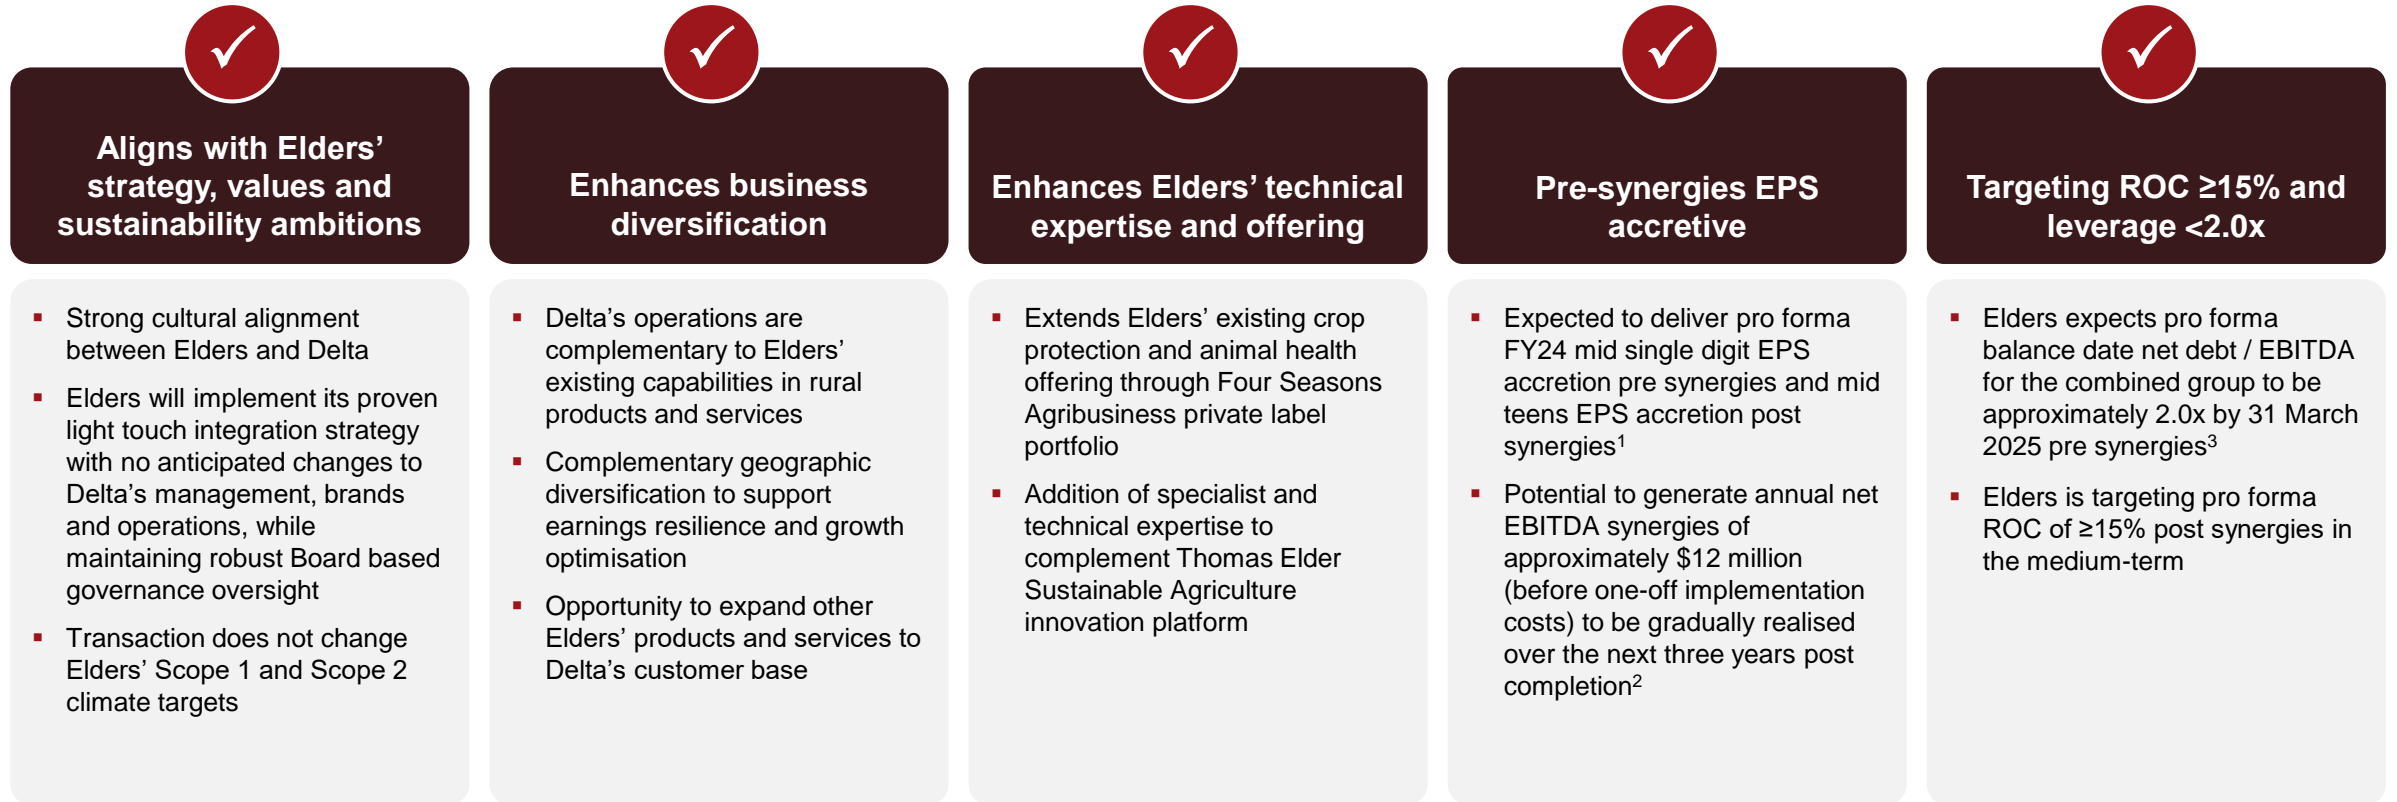 Aligns with Elders’
strategy, values and
sustainability ambitions
▪ Strong cultural alignment
between Elders and Delta
▪ Elders will implement its proven
light touch integration strategy
with no anticipated changes to
Delta’s management, brands
and operations, while
maintaining robust Board based
governance oversight
▪ Transaction does not change
Elders’ Scope 1 and Scope 2
climate targets
Enhances business
diversification
▪ Delta’s operations are
complementary to Elders’
existing capabilities in rural
products and services
▪ Complementary geographic
diversification to support
earnings resilience and growth
optimisation
▪ Opportunity to expand other
Elders’ products and services to
Delta’s customer base
Enhances Elders’ technical
expertise and offering
▪ Extends Elders’ existing crop
protection and animal health
offering through Four Seasons
Agribusiness private label
portfolio
▪ Addition of specialist and
technical expertise to
complement Thomas Elder
Sustainable Agriculture
innovation platform
Pre-synergies EPS
accretive
▪ Expected to deliver pro forma
FY24 mid single digit EPS
accretion pre synergies and mid
teens EPS accretion post
synergies¹
▪ Potential to generate annual net
EBITDA synergies of
approximately $12 million
(before one-off implementation
costs) to be gradually realised
over the next three years post
completion²
Targeting ROC ≥15% and
leverage <2.0x
▪ Elders expects pro forma
balance date net debt / EBITDA
for the combined group to be
approximately 2.0x by 31 March
2025 pre synergies³
▪ Elders is targeting pro forma
ROC of ≥15% post synergies in
the medium-term